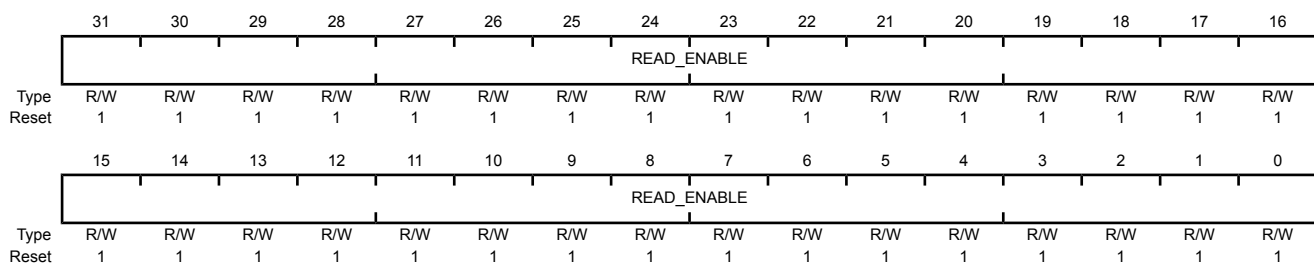 31 30 29 28 27 26 25 24 23 22 21 20 19 18 17 16
READ_ENABLE
Type R/W R/W R/W R/W R/W R/W R/W R/W R/W R/W R/W R/W R/W R/W R/W R/W
Reset 1 1 1 1 1 1 1 1 1 1 1 1 1 1 1 1
15 14 13 12 11 10 9 8 7 6 5 4 3 2 1 0
READ_ENABLE
Type R/W R/W R/W R/W R/W R/W R/W R/W R/W R/W R/W R/W R/W R/W R/W R/W
Reset 1 1 1 1 1 1 1 1 1 1 1 1 1 1 1 1